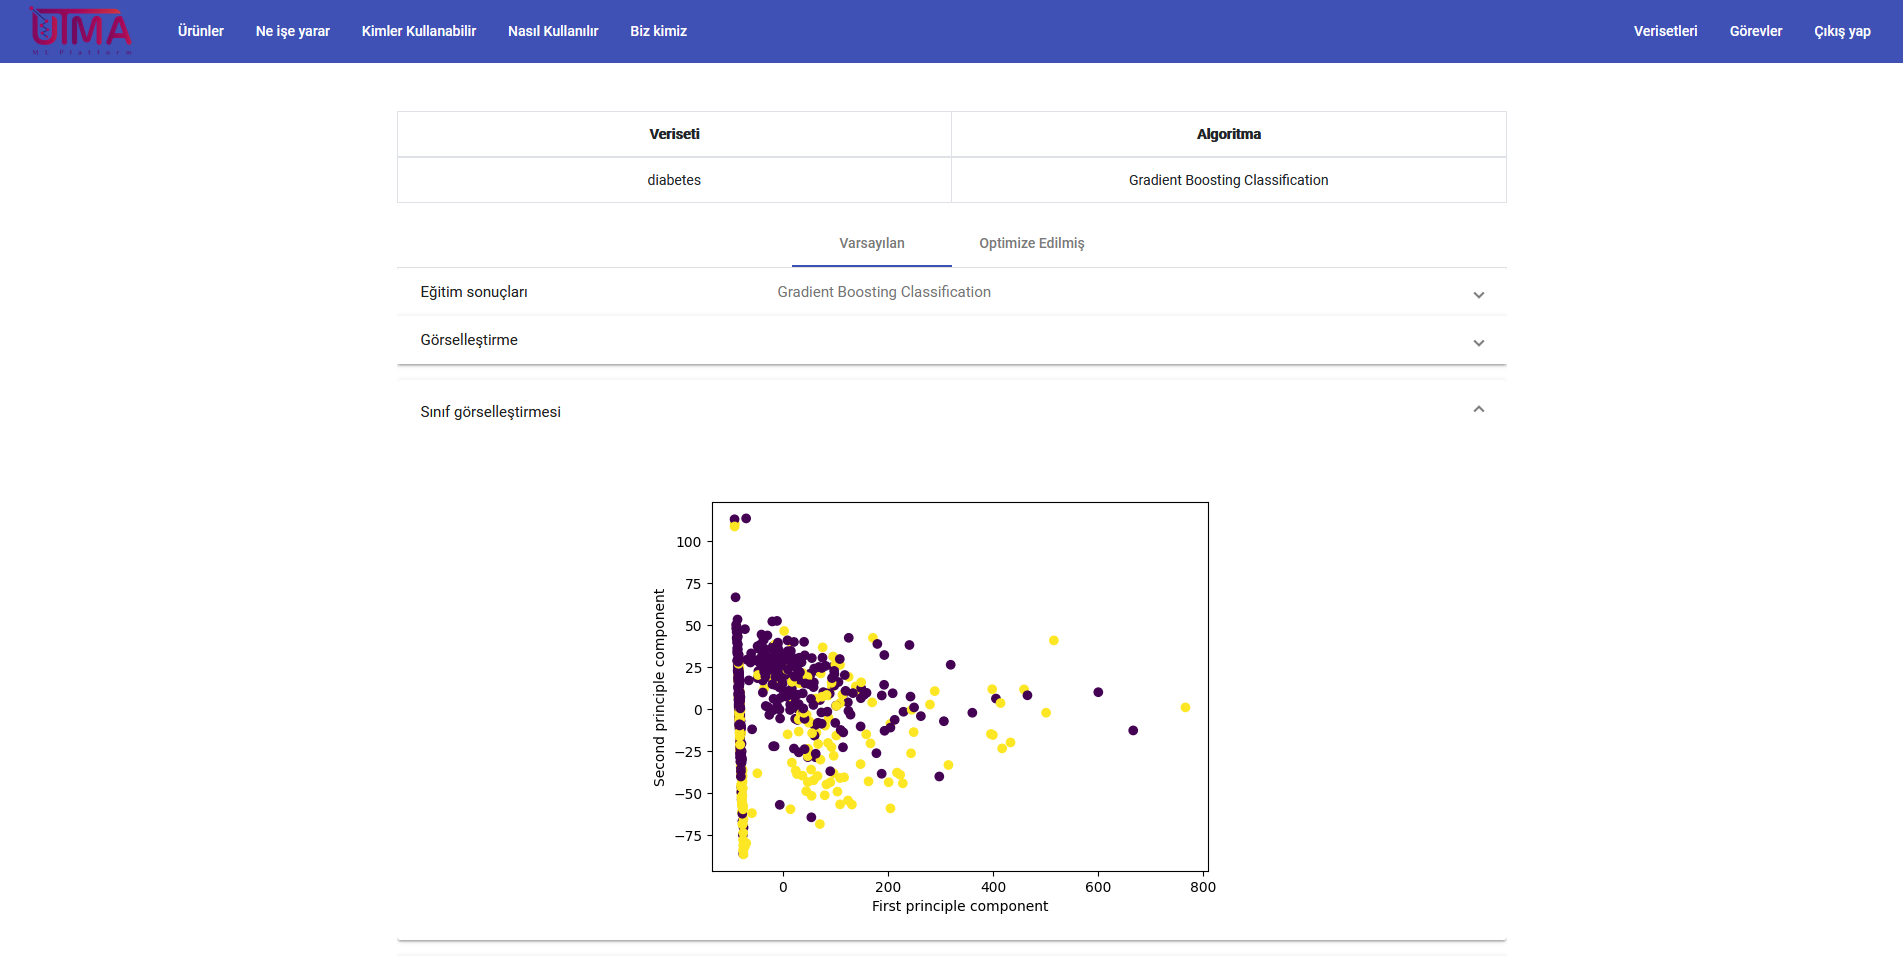 UTMA
ML Platform
Ürünler Ne işe yarar Kimler Kullanabilir Nasıl Kullanılır Biz kimiz Verisetleri Görevler Çıkış yap
Veriseti Algoritma
diabetes Gradient Boosting Classification
Varsayılan Optimize Edilmiş
Eğitim sonuçları Gradient Boosting Classification
Görselleştirme
Sınıf görselleştirmesi
100
75
50
25
0
−25
−50
−75
Second principle component
0 200 400 600 800
First principle component